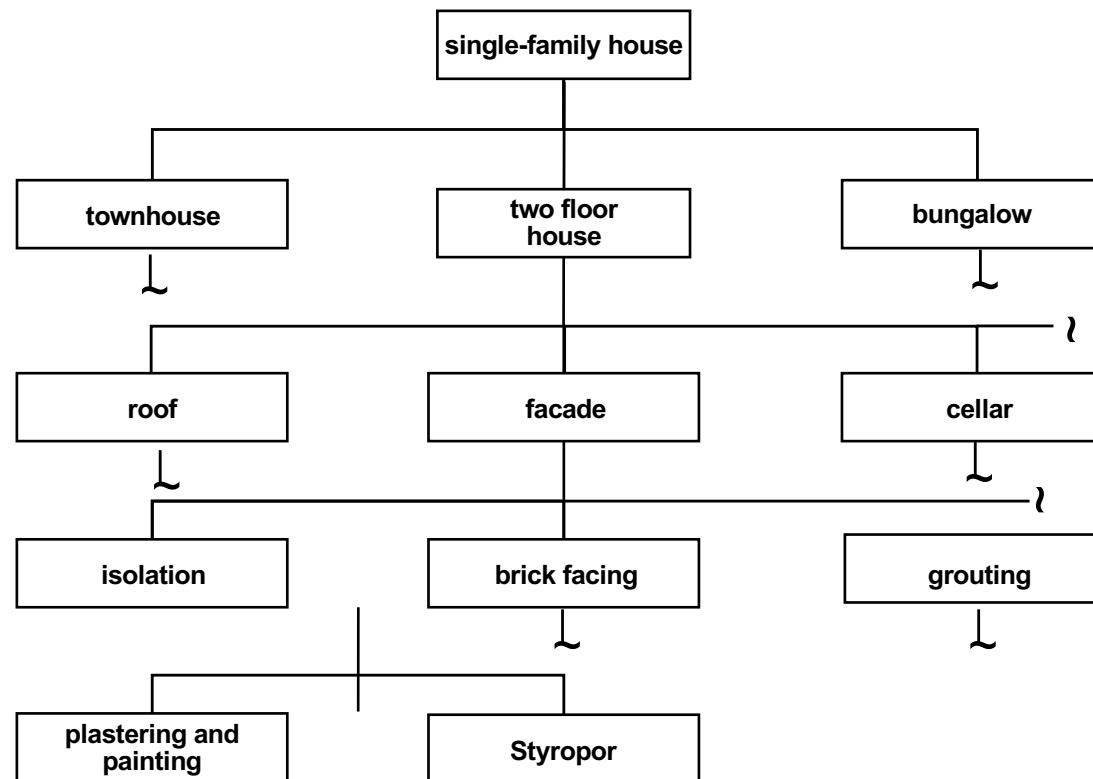 single-family house
townhouse
two floor
house
bungalow
roof
facade
cellar
isolation
brick facing
grouting
plastering and
painting
Styropor